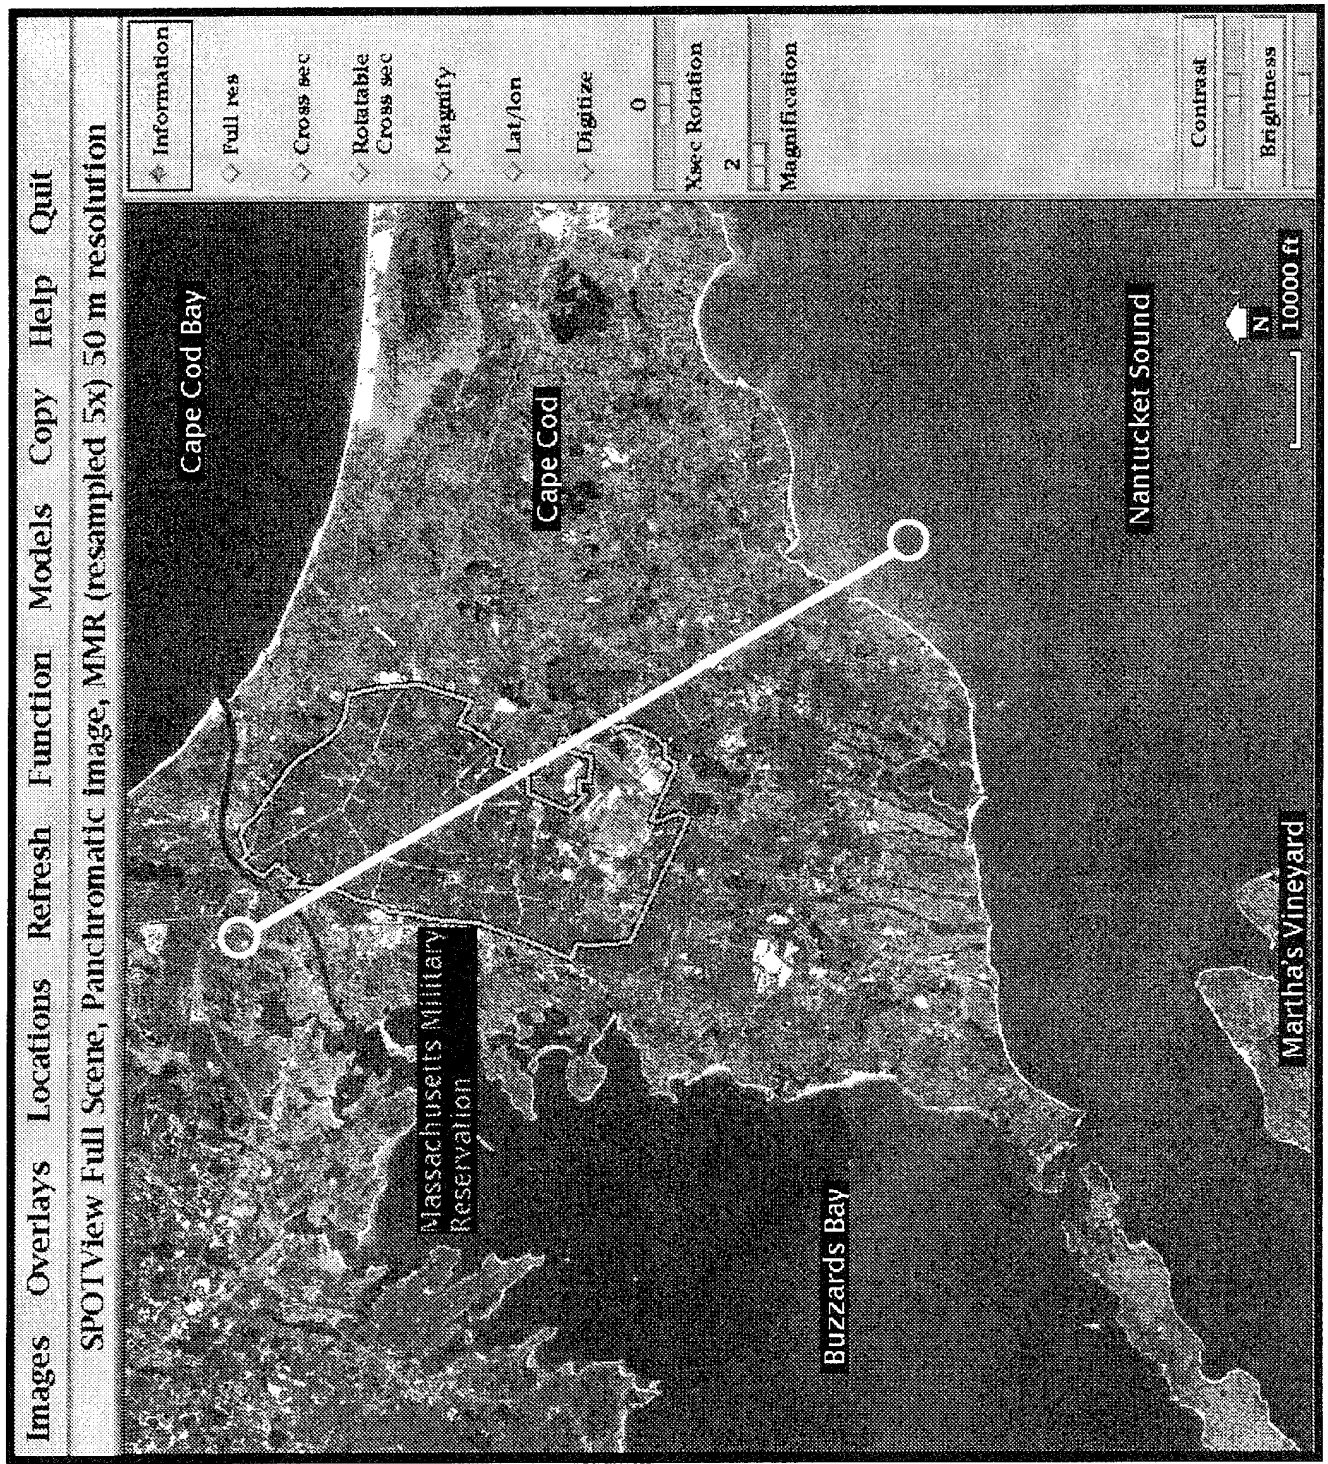 Images Overlays Locations Refresh Function Models Copy Help Quit
SPOTView Full Scene, Panchromatic Image, MMR (resampled 5x) 50 m resolution
Information
Full res
Cross sec
Rotatable
Cross sec
Magnify
Lat/lon
Digitize
0
Xsec Rotation
2
Magnification
Contrast
Brightness
Cape Cod Bay
Cape Cod
Massachusetts Military
Reservation
Buzzards Bay
Nantucket Sound
Martha's Vineyard
N
10000 ft